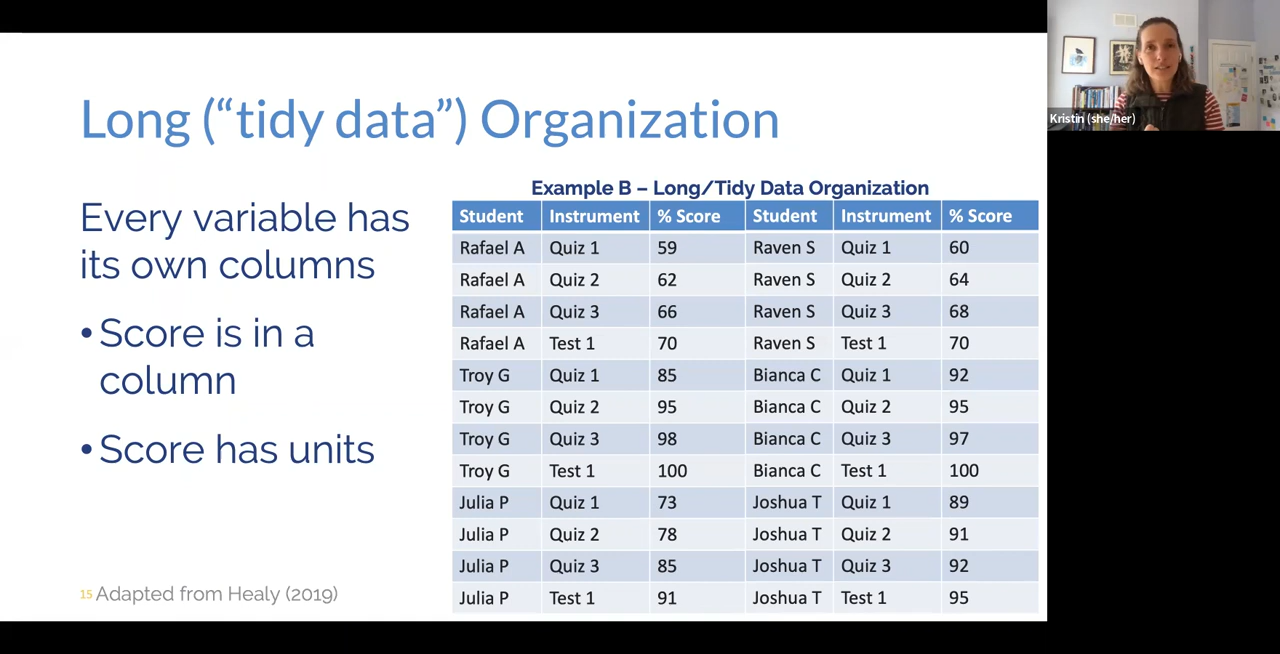 Long (“tidy data”) Organization
Every variable has
its own columns
• Score is in a
column
• Score has units
Example B – Long/Tidy Data Organization
Student Instrument % Score Student Instrument % Score
Rafael A Quiz 1 59 Raven S Quiz 1 60
Rafael A Quiz 2 62 Raven S Quiz 2 64
Rafael A Quiz 3 66 Raven S Quiz 3 68
Rafael A Test 1 70 Raven S Test 1 70
Troy G Quiz 1 85 Bianca C Quiz 1 92
Troy G Quiz 2 95 Bianca C Quiz 2 95
Troy G Quiz 3 98 Bianca C Quiz 3 97
Troy G Test 1 100 Bianca C Test 1 100
Julia P Quiz 1 73 Joshua T Quiz 1 89
Julia P Quiz 2 78 Joshua T Quiz 2 91
Julia P Quiz 3 85 Joshua T Quiz 3 92
Julia P Test 1 91 Joshua T Test 1 95
15 Adapted from Healy (2019)
Kristin (she/her)